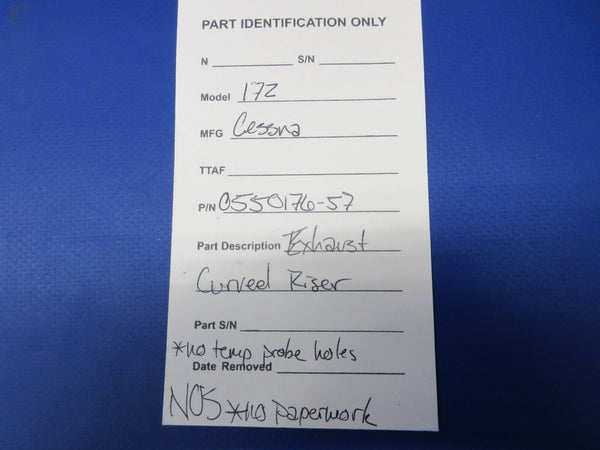 PART IDENTIFICATION ONLY
N S/N
Model 172
MFG Cessna
TTAF
P/N 0550176-57
Part Description Exhaust
Curved Riser
Part S/N
*no temp probe holes
Date Removed
NOS *no paperwork